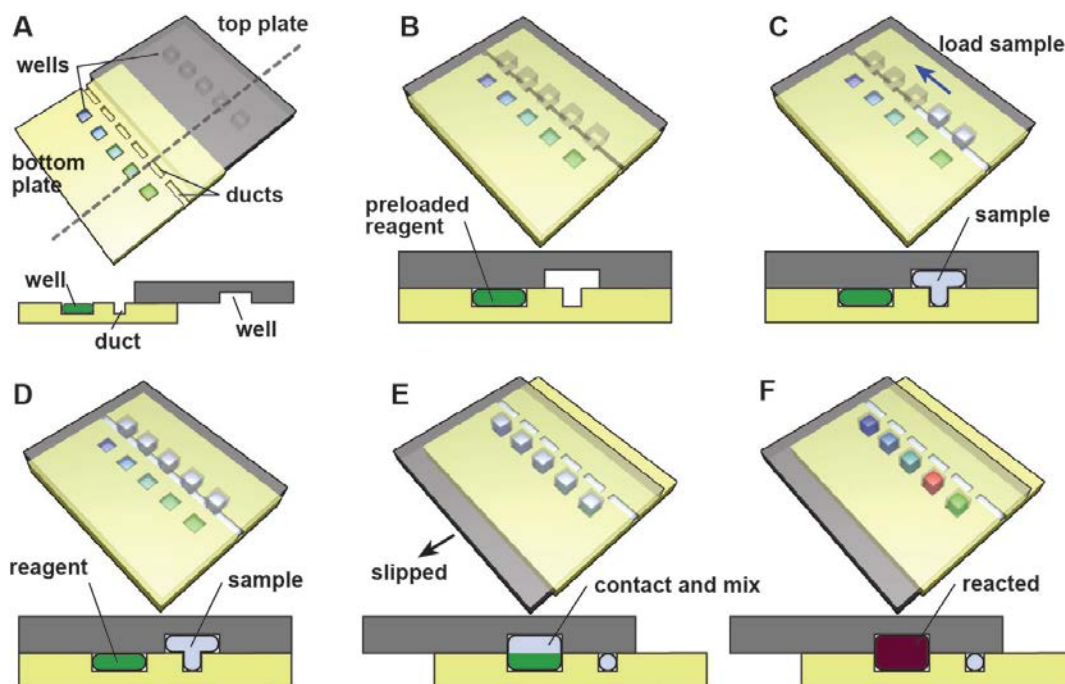 A
top plate
wells
bottom
plate
ducts
well
duct
well
B
preloaded
reagent
C
load sample
sample
D
reagent
sample
E
slipped
contact and mix
F
reacted